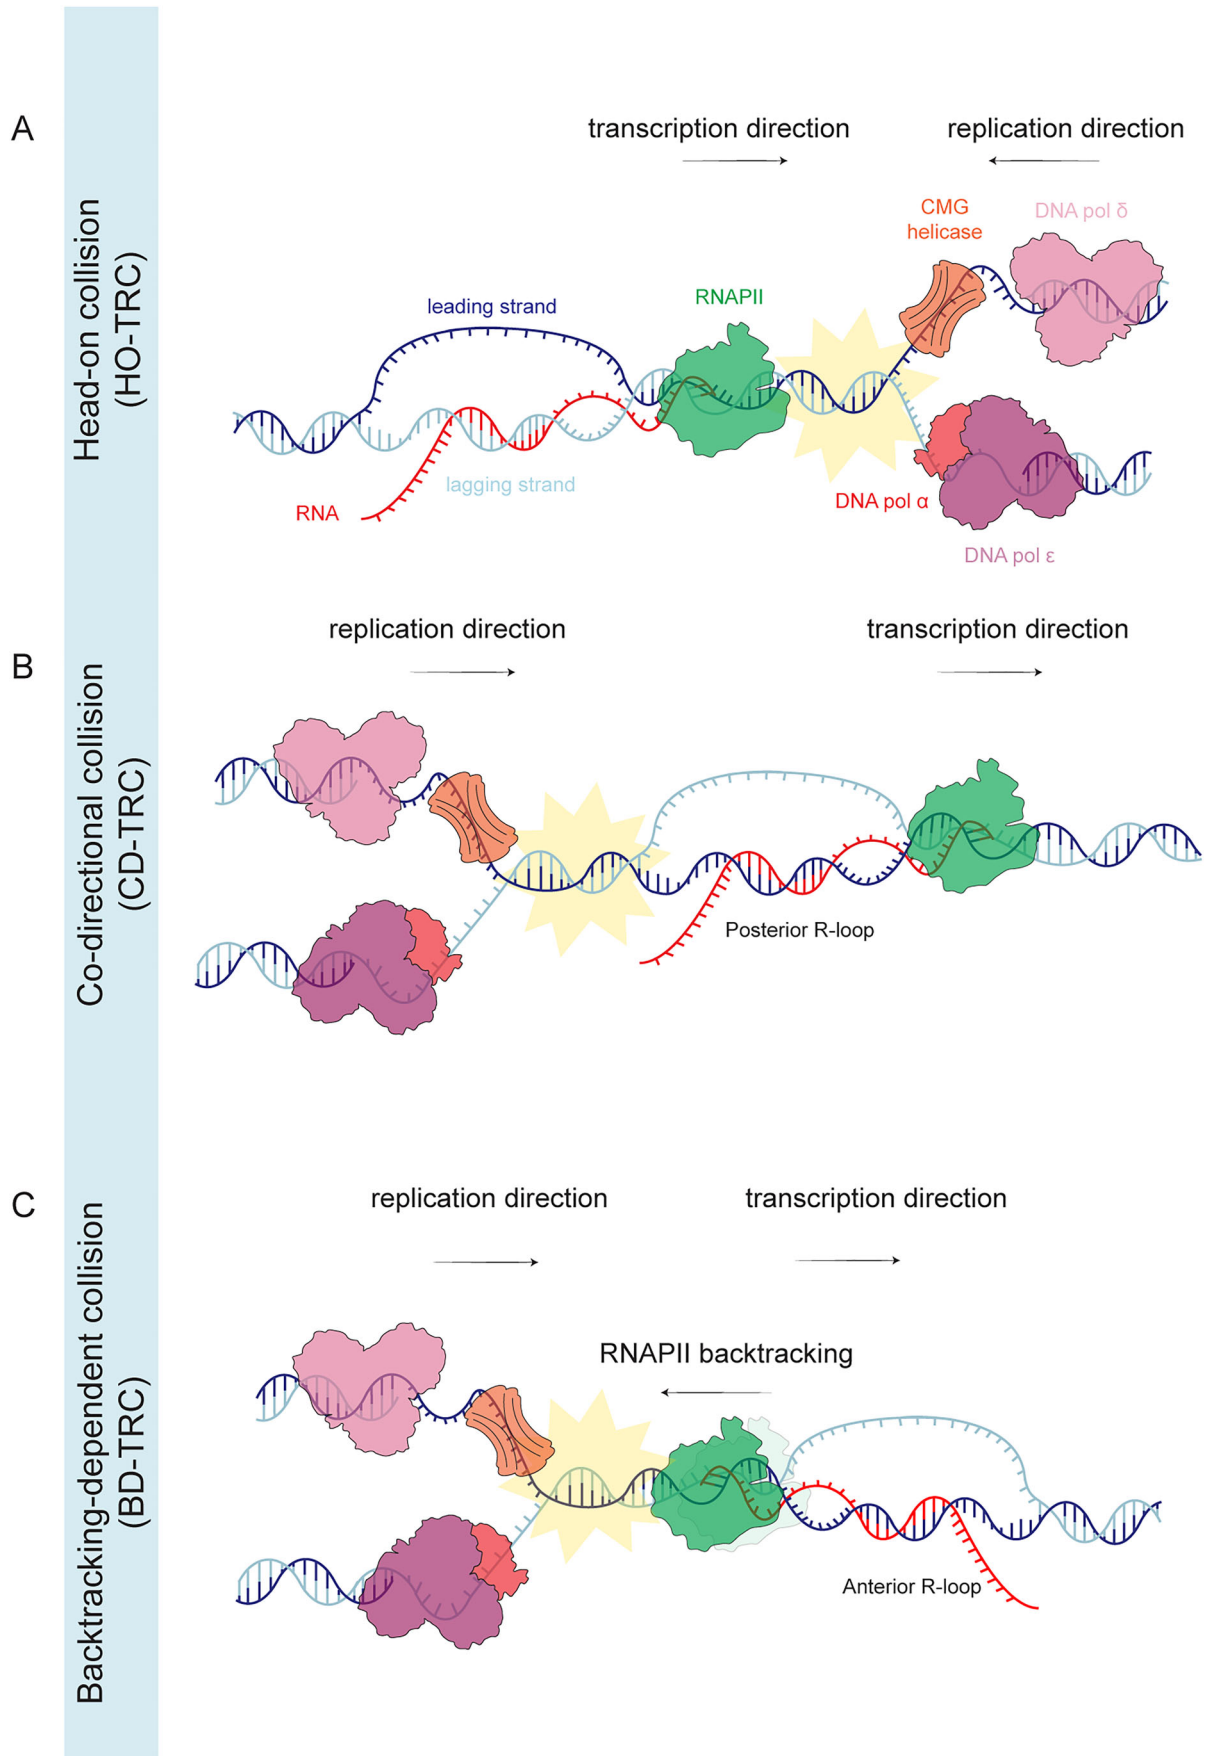 A
Head-on collision
(HO-TRC)
transcription direction
replication direction
CMG
helicase
DNA pol δ
RNAPII
leading strand
lagging strand
RNA
DNA pol α
DNA pol ε
B
Co-directional collision
(CD-TRC)
replication direction
transcription direction
Posterior R-loop
C
Backtracking-dependent collision
(BD-TRC)
replication direction
transcription direction
RNAPII backtracking
Anterior R-loop